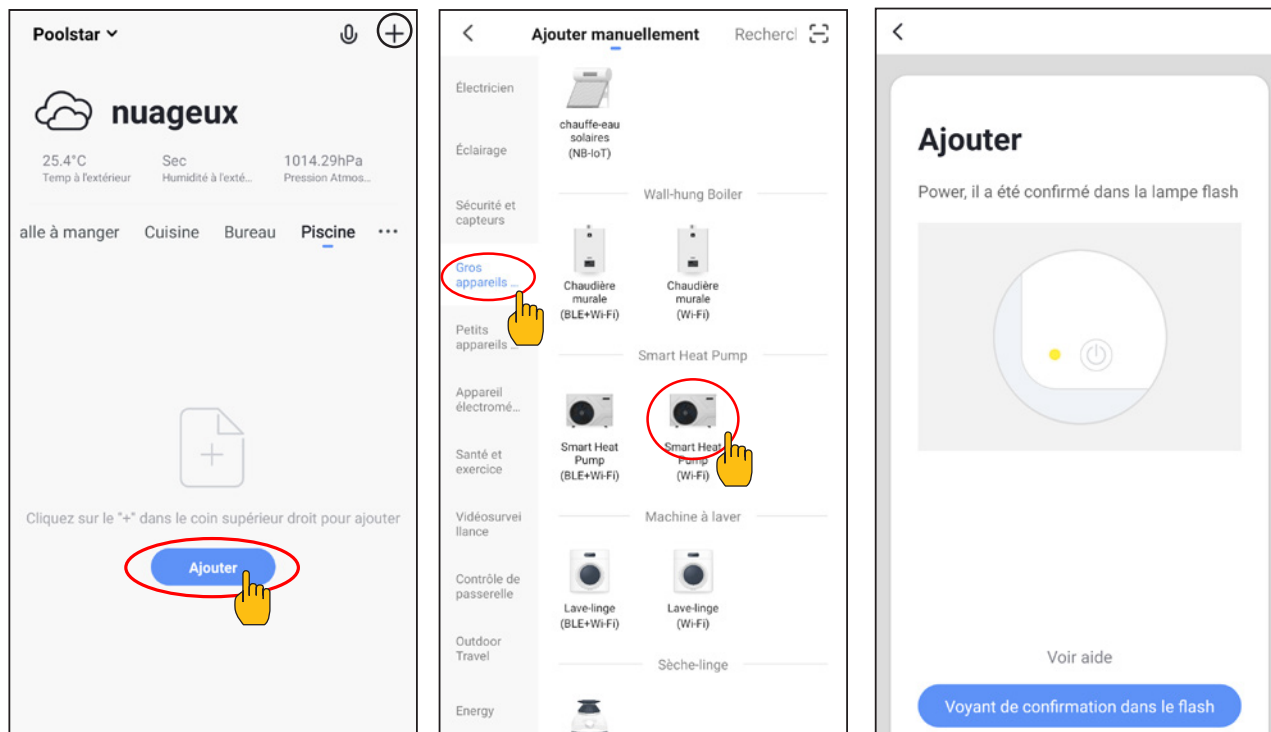 Poolstar
nuageux
25.4°C Sec 1014.29hPa
Temp à l'extérieur Humidité à l'exté... Pression Atmos...
alle à manger Cuisine Bureau Piscine ...
Cliquez sur le "+" dans le coin supérieur droit pour ajouter
Ajouter
Ajouter manuellement Recherc
Électricien
Éclairage
Sécurité et
capteurs
Gros
appareils ...
Petits
appareils ...
Appareil
électromé...
Santé et
exercice
Vidéosurvei
llance
Contrôle de
passerelle
Outdoor
Travel
Energy
chauffe-eau
solaires
(NB-IoT)
Wall-hung Boiler
Chaudière
murale
(BLE+Wi-Fi)
Chaudière
murale
(Wi-Fi)
Smart Heat Pump
Smart Heat
Pump
(BLE+Wi-Fi)
Smart Heat
Pump
(Wi-Fi)
Machine à laver
Lave-linge
(BLE+Wi-Fi)
Lave-linge
(Wi-Fi)
Sèche-linge
Ajouter
Power, il a été confirmé dans la lampe flash
Voir aide
Voyant de confirmation dans le flash